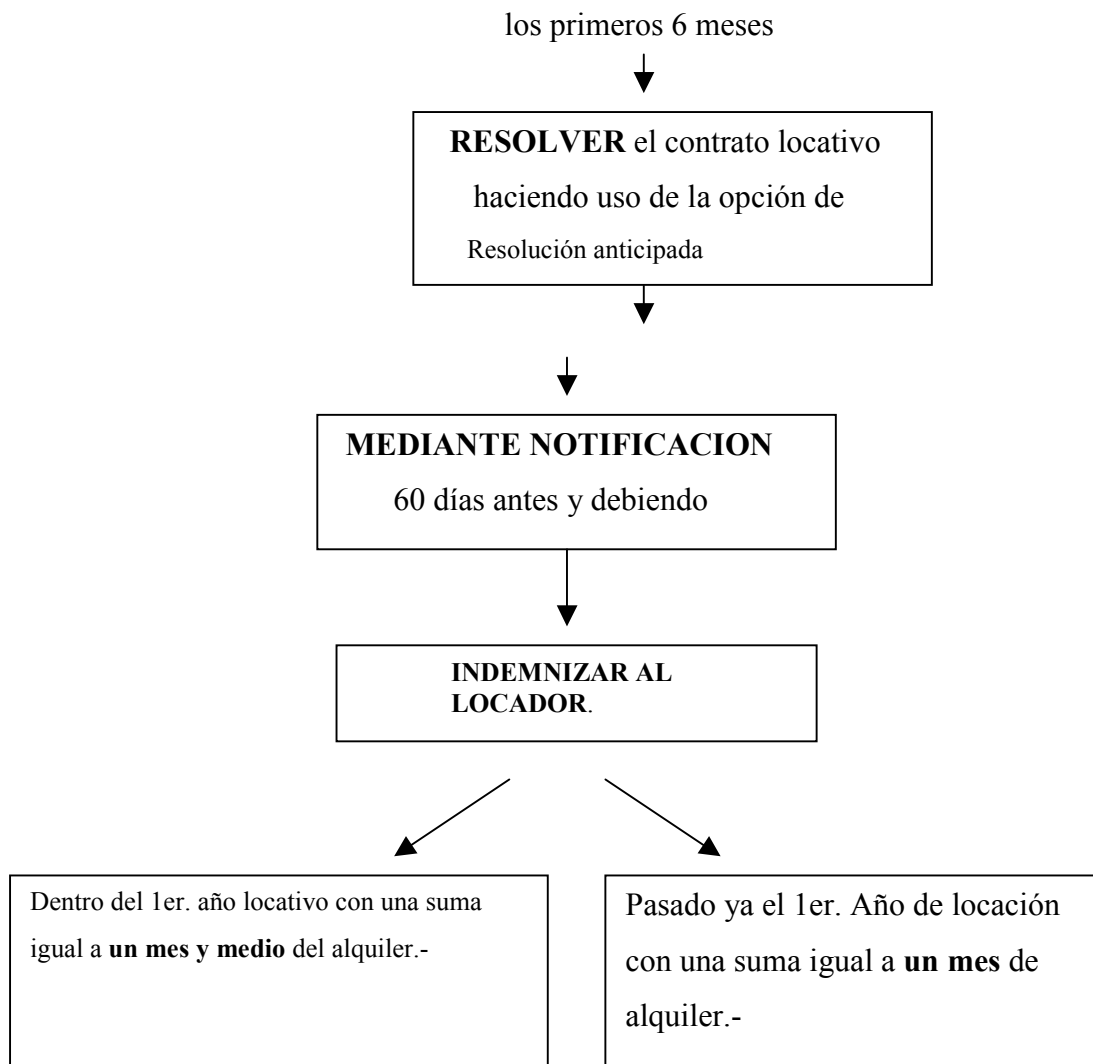 los primeros 6 meses
RESOLVER el contrato locativo
haciendo uso de la opción de
Resolución anticipada
MEDIANTE NOTIFICACION
60 días antes y debiendo
INDEMNIZAR AL
LOCADOR.
Dentro del 1er. año locativo con una suma
igual a un mes y medio del alquiler.-
Pasado ya el 1er. Año de locación
con una suma igual a un mes de
alquiler.-